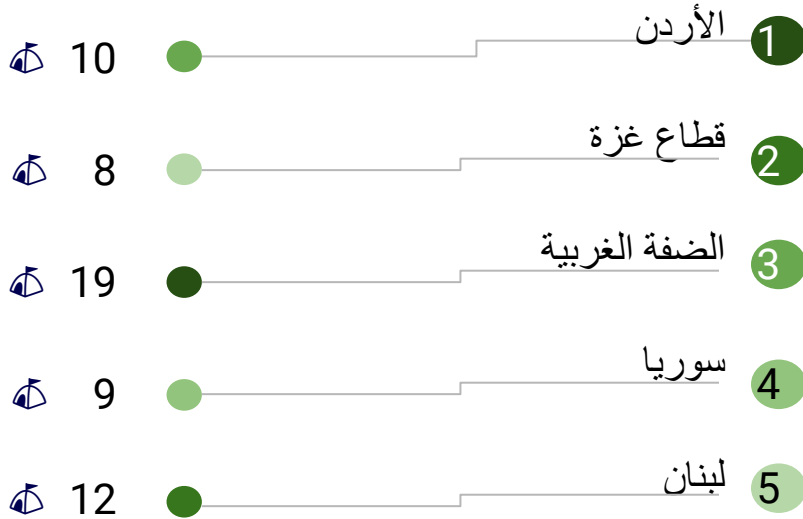 1 الأردن 10
2 قطاع غزة 8
3 الضفة الغربية 19
4 سوريا 9
5 لبنان 12